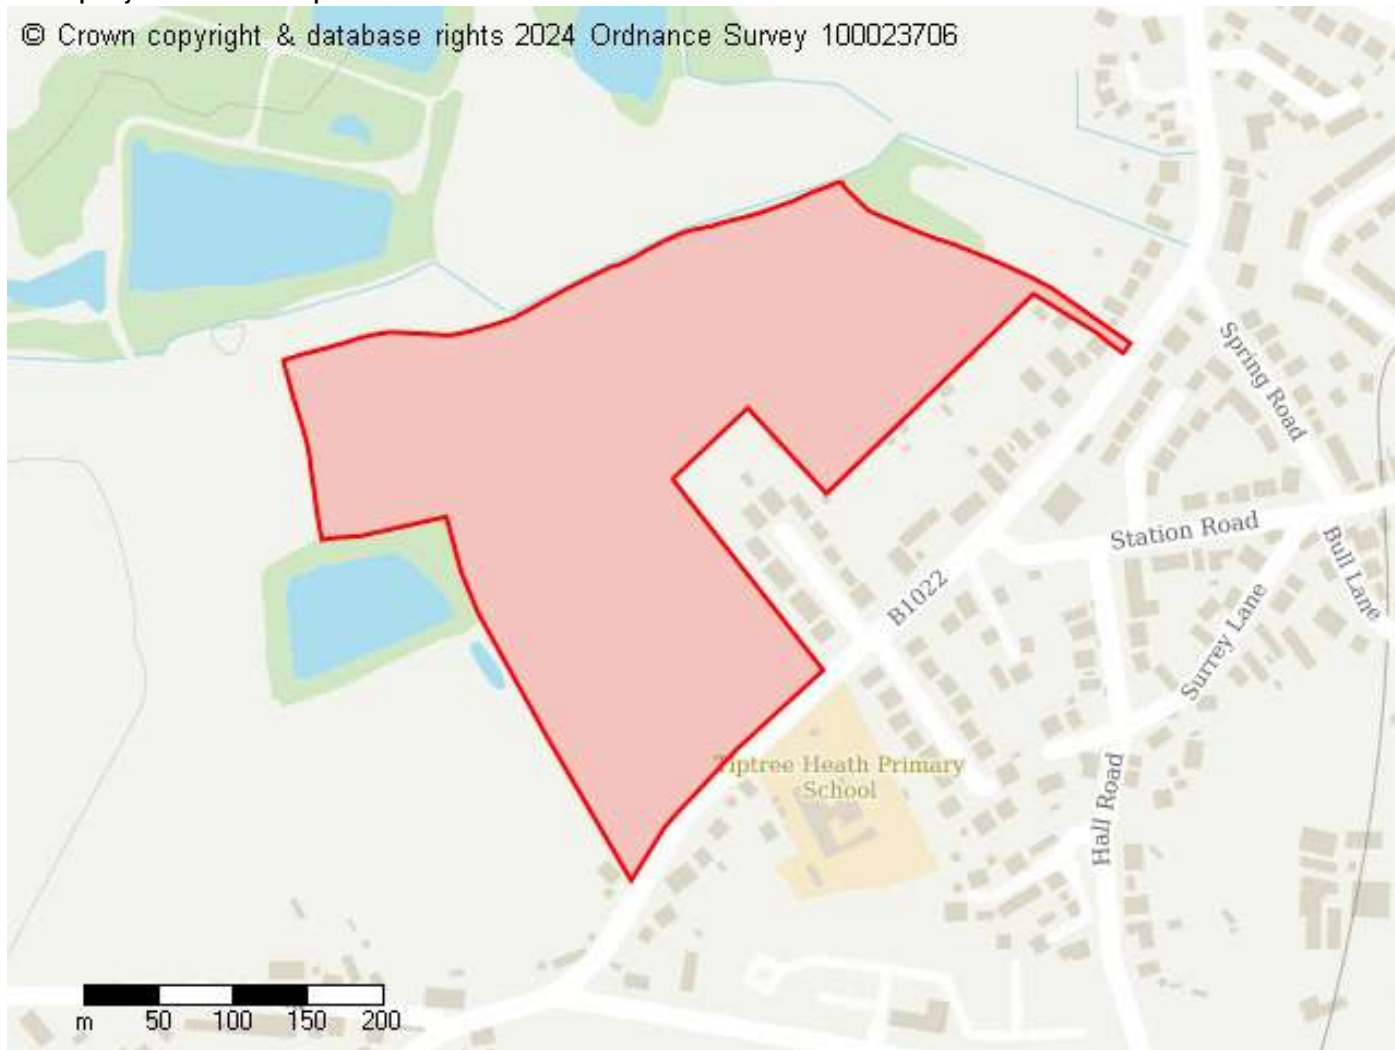 © Crown copyright & database rights 2024 Ordnance Survey 100023706
Spring Road
Station Road
Bull Lane
B1022
Surrey Lane
Tiptree Heath Primary
School
Hall Road
m 50 100 150 200